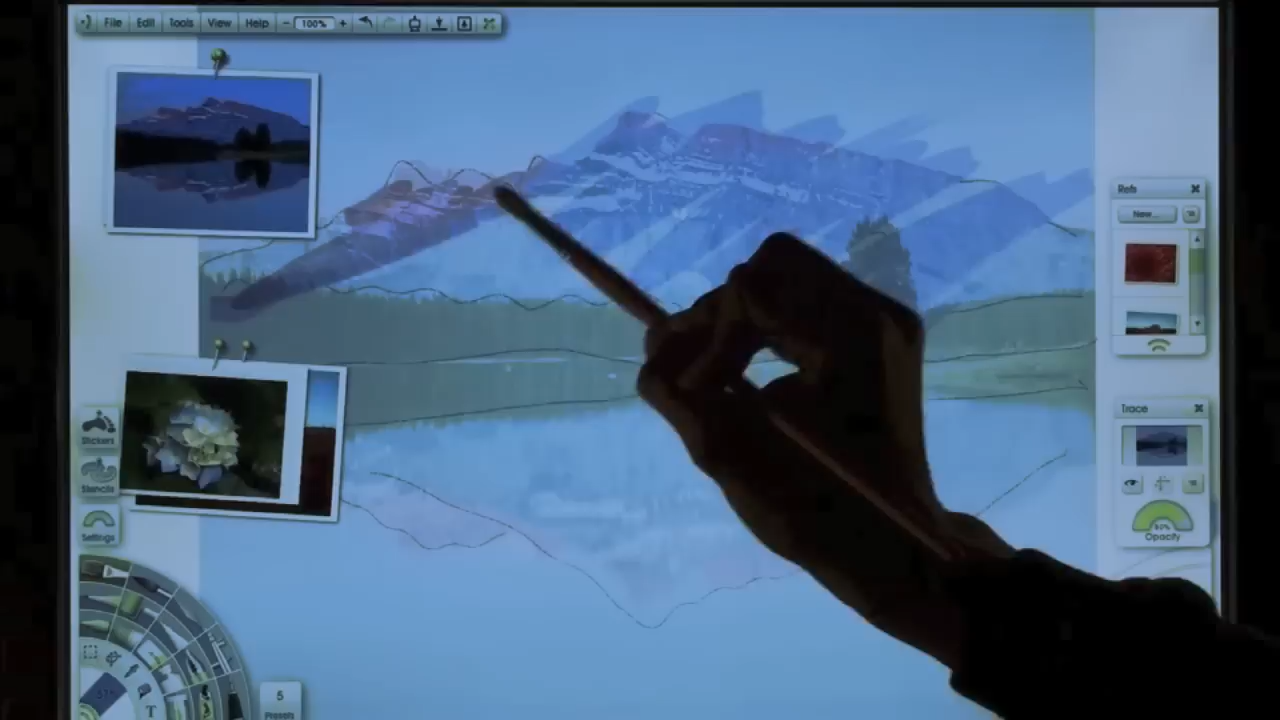 File Edit Tools View Help − 100% +
Refs
New...
Trace
Stickers
Stencils
Settings
Opacity
5
Presets
T